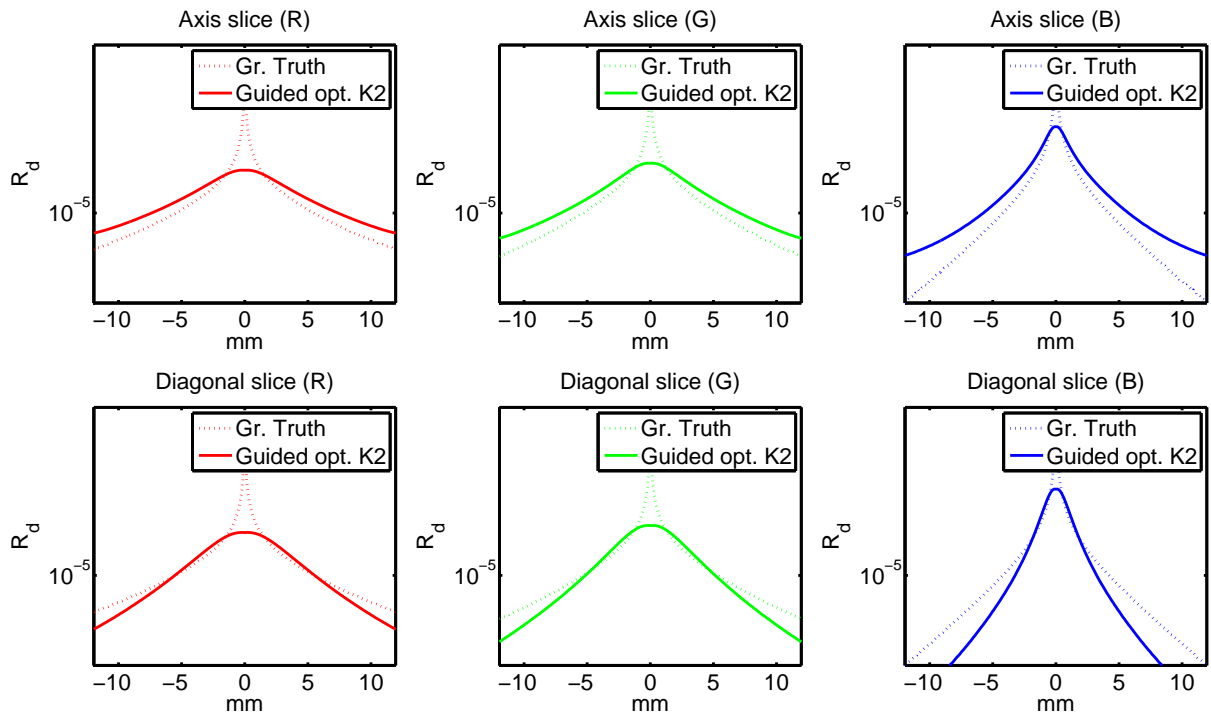 Axis slice (R)
Gr. Truth
Guided opt. K2
R_d
10^−5
−10 −5 0 5 10
mm
Axis slice (G)
Gr. Truth
Guided opt. K2
R_d
10^−5
−10 −5 0 5 10
mm
Axis slice (B)
Gr. Truth
Guided opt. K2
R_d
10^−5
−10 −5 0 5 10
mm
Diagonal slice (R)
Gr. Truth
Guided opt. K2
R_d
10^−5
−10 −5 0 5 10
mm
Diagonal slice (G)
Gr. Truth
Guided opt. K2
R_d
10^−5
−10 −5 0 5 10
mm
Diagonal slice (B)
Gr. Truth
Guided opt. K2
R_d
10^−5
−10 −5 0 5 10
mm